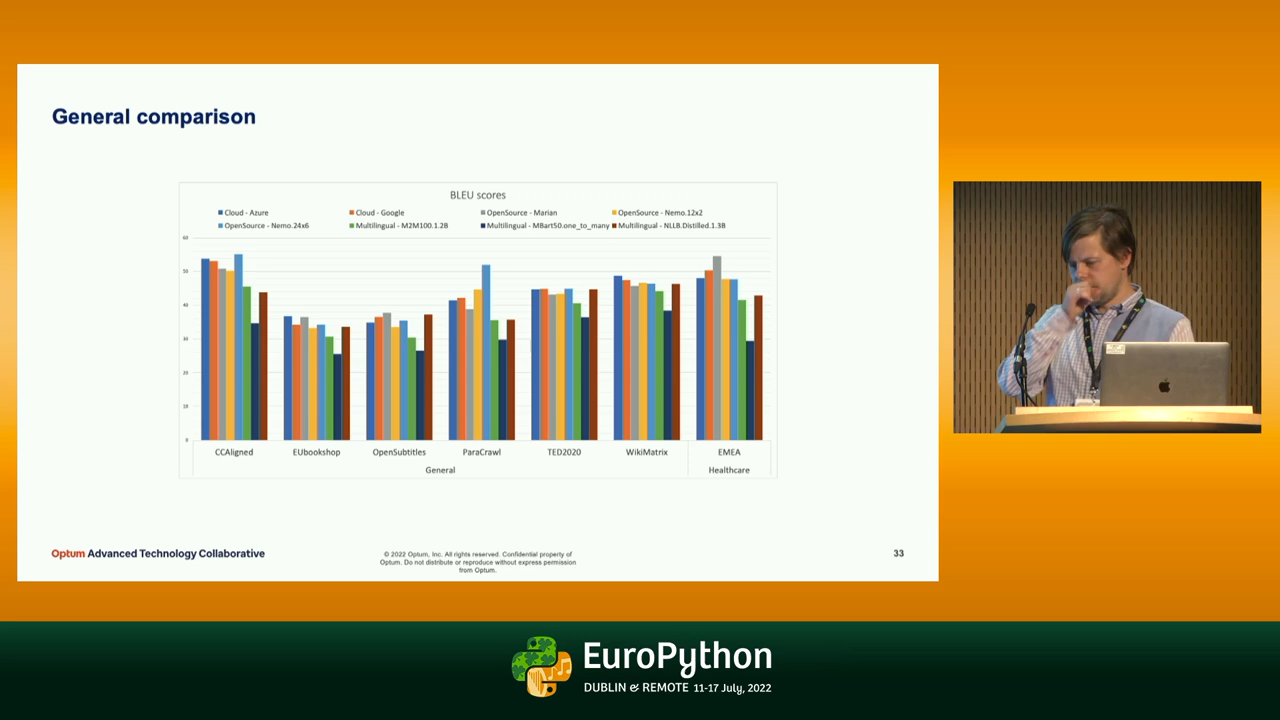 General comparison
BLEU scores
Cloud - Azure Cloud - Google OpenSource - Marian OpenSource - Nemo.12x2
OpenSource - Nemo.24x6 Multilingual - M2M100.1.2B Multilingual - MBart50.one_to_many Multilingual - NLLB.Distilled.1.3B
60
50
40
30
20
10
0
CCAligned EUbookshop OpenSubtitles ParaCrawl TED2020 WikiMatrix EMEA
General Healthcare
Optum Advanced Technology Collaborative
© 2022 Optum, Inc. All rights reserved. Confidential property of
Optum. Do not distribute or reproduce without express permission
from Optum.
33
EuroPython
DUBLIN & REMOTE 11-17 July, 2022